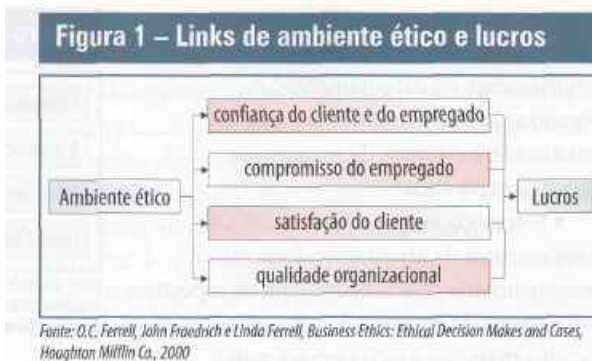 Figura 1 – Links de ambiente ético e lucros
confiança do cliente e do empregado
compromisso do empregado
Ambiente ético
Lucros
satisfação do cliente
qualidade organizacional
Fonte: O.C. Ferrell, John Fraedrich e Linda Ferrell, Business Ethics: Ethical Decision Makes and Cases,
Houghton Mifflin Co., 2000